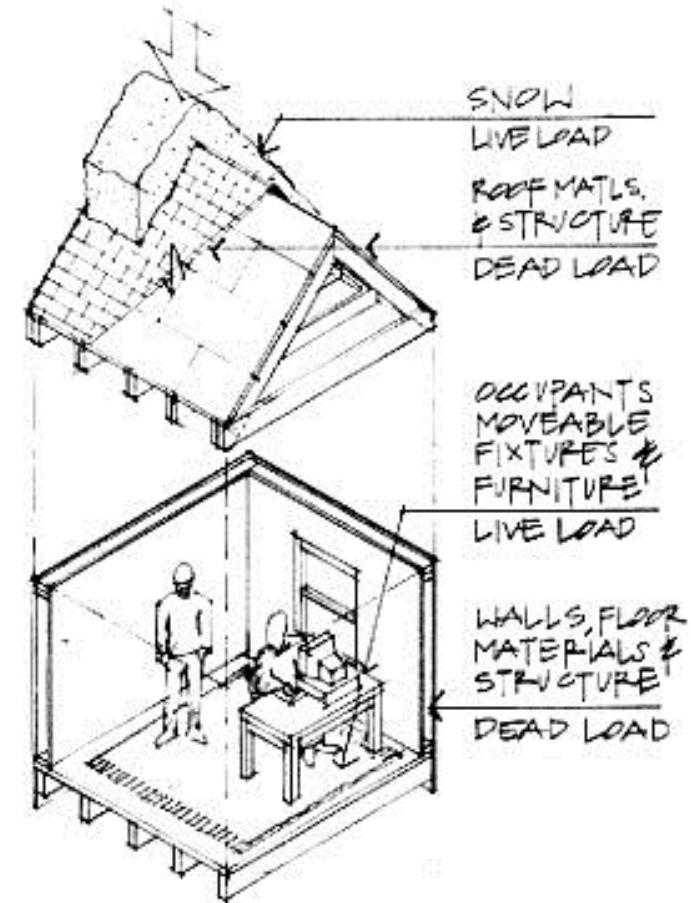 SNOW
LIVE LOAD
ROOF MATLS.
& STRUCTURE
DEAD LOAD
OCCUPANTS
MOVEABLE
FIXTURES &
FURNITURE
LIVE LOAD
WALLS, FLOOR
MATERIALS &
STRUCTURE
DEAD LOAD